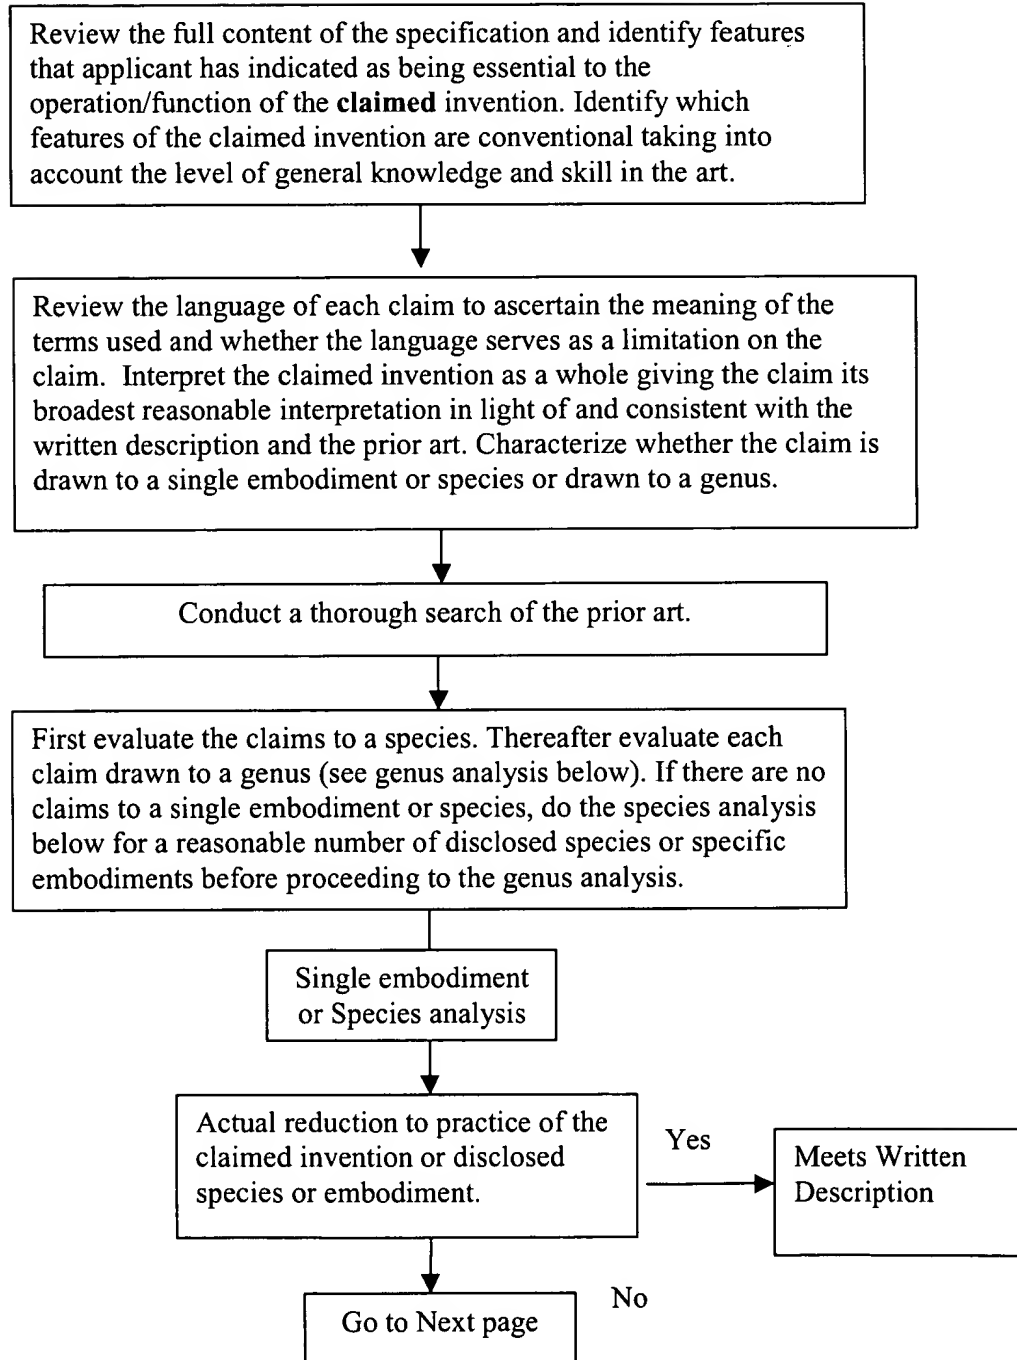 Review the full content of the specification and identify features
that applicant has indicated as being essential to the
operation/function of the claimed invention. Identify which
features of the claimed invention are conventional taking into
account the level of general knowledge and skill in the art.
Review the language of each claim to ascertain the meaning of the
terms used and whether the language serves as a limitation on the
claim. Interpret the claimed invention as a whole giving the claim its
broadest reasonable interpretation in light of and consistent with the
written description and the prior art. Characterize whether the claim is
drawn to a single embodiment or species or drawn to a genus.
Conduct a thorough search of the prior art.
First evaluate the claims to a species. Thereafter evaluate each
claim drawn to a genus (see genus analysis below). If there are no
claims to a single embodiment or species, do the species analysis
below for a reasonable number of disclosed species or specific
embodiments before proceeding to the genus analysis.
Single embodiment
or Species analysis
Actual reduction to practice of the
claimed invention or disclosed
species or embodiment.
Yes
Meets Written
Description
No
Go to Next page